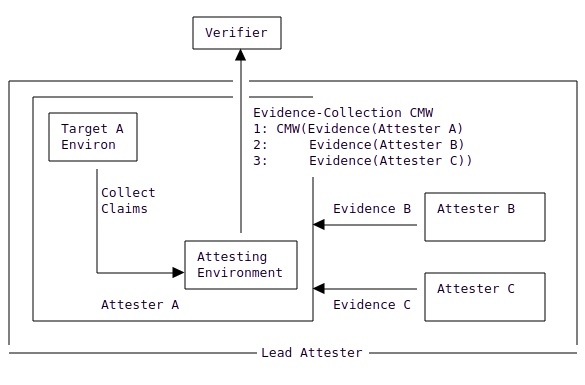 Verifier
Evidence-Collection CMW
1: CMW(Evidence(Attester A)
2:     Evidence(Attester B)
3:     Evidence(Attester C))
Target A
Environ
Collect
Claims
Evidence B
Attester B
Attesting
Environment
Attester C
Attester A
Evidence C
Lead Attester